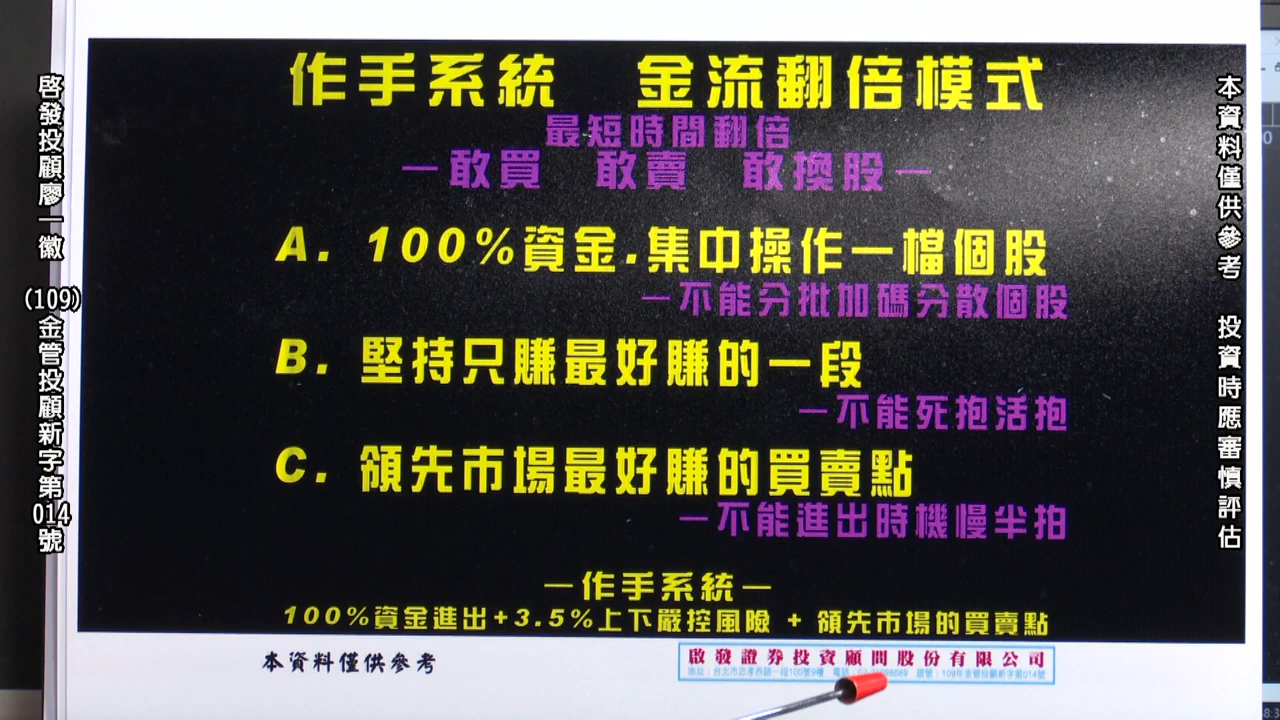 作手系統 金流翻倍模式
最短時間翻倍
—敢買 敢賣 敢換股—
A. 100%資金.集中操作一檔個股
—不能分批加碼分散個股
B. 堅持只賺最好賺的一段
—不能死抱活抱
C. 領先市場最好賺的買賣點
—不能進出時機慢半拍
—作手系統—
100%資金進出+3.5%上下嚴控風險 + 領先市場的買賣點
本資料僅供參考
啟發證券投資顧問股份有限公司
啓發投顧廖一徽 (109)金管投顧新字第014號
本資料僅供參考 投資時應審慎評估